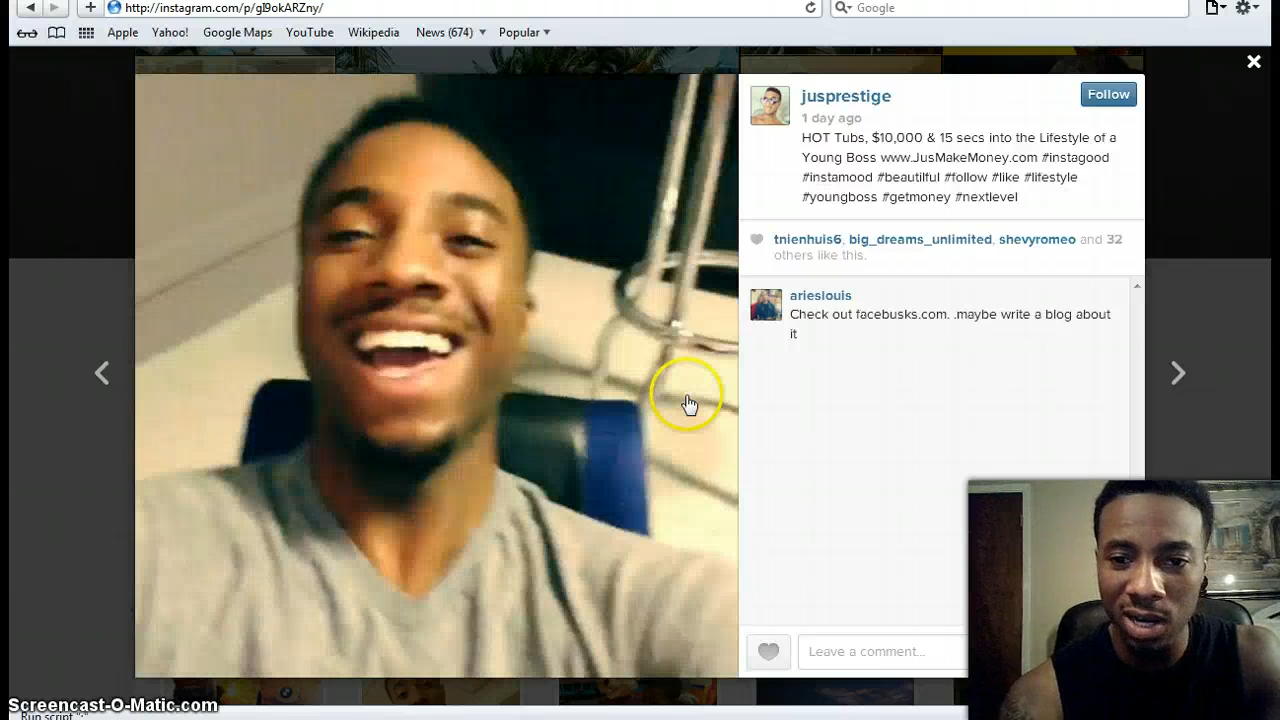 http://instagram.com/p/gl9okARZny/
Google
Apple Yahoo! Google Maps YouTube Wikipedia News (674) Popular
jusprestige
Follow
1 day ago
HOT Tubs, $10,000 & 15 secs into the Lifestyle of a
Young Boss www.JusMakeMoney.com #instagood
#instamood #beautilful #follow #like #lifestyle
#youngboss #getmoney #nextlevel
tnienhuis6, big_dreams_unlimited, shevyromeo and 32
others like this.
arieslouis
Check out facebusks.com. .maybe write a blog about
it
Leave a comment...
Screencast-O-Matic.com
Run script